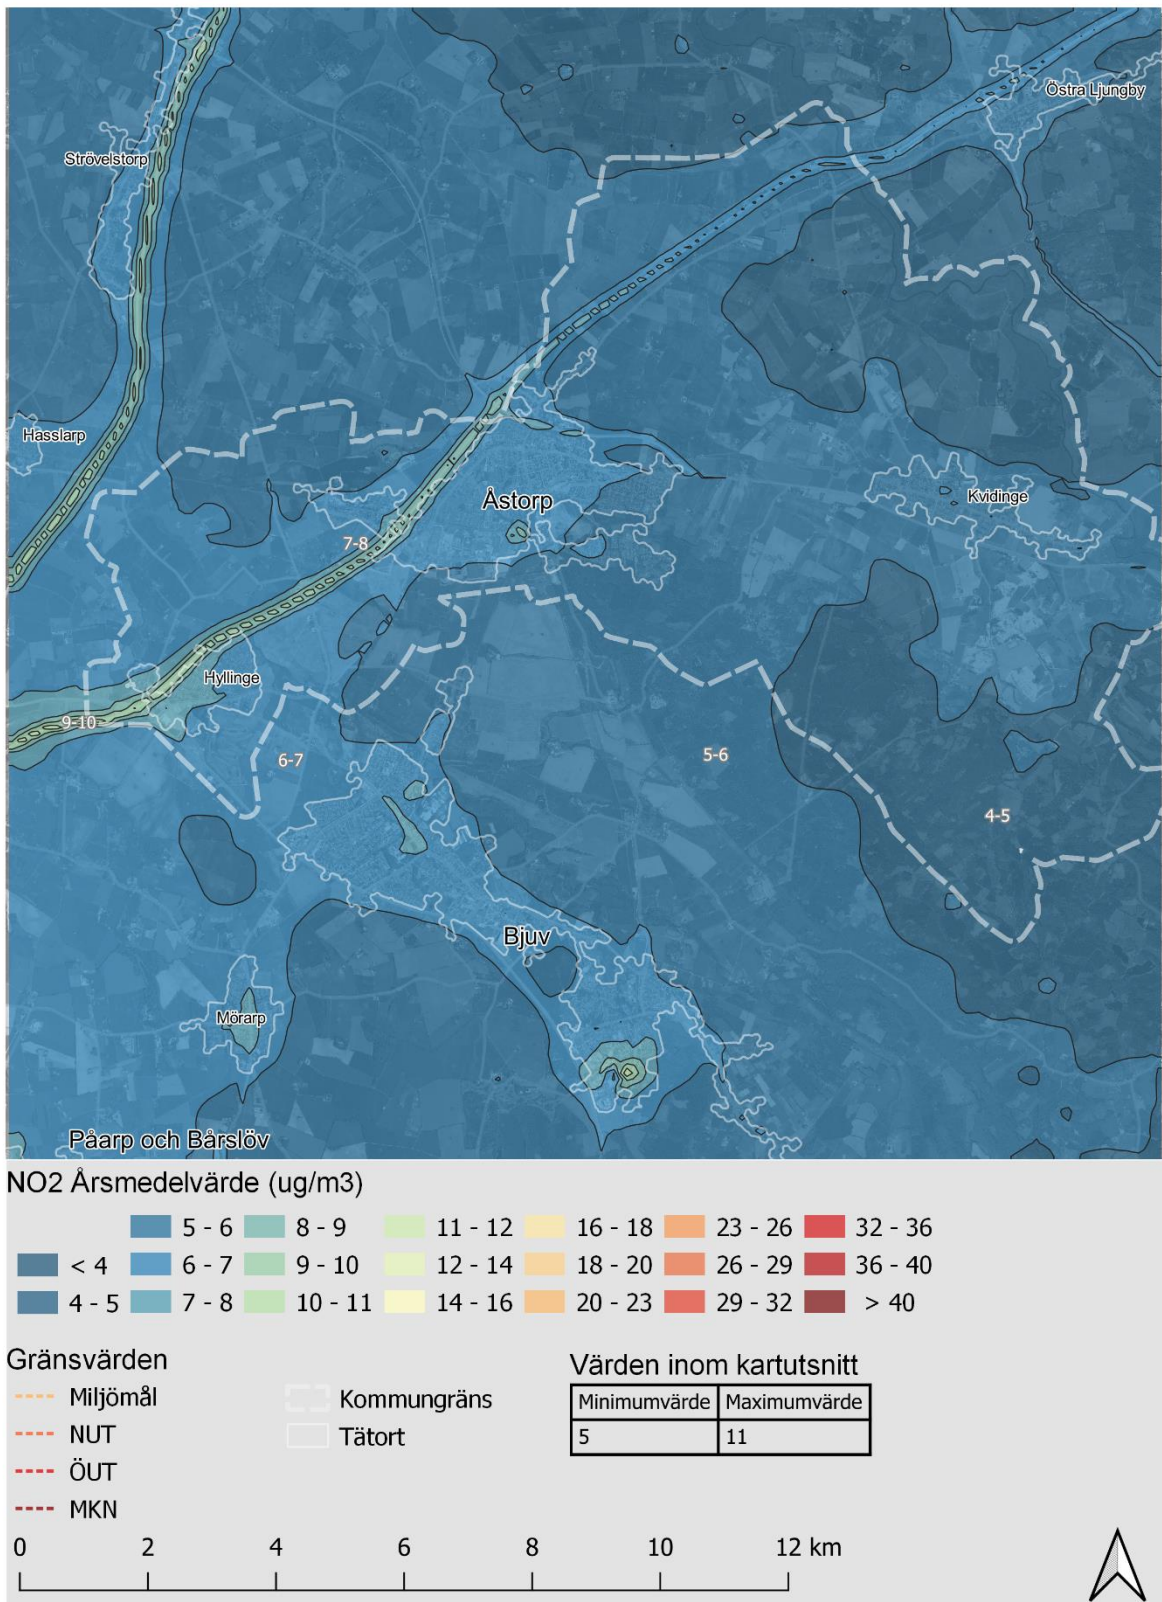 Östra Ljungby
Strövelstorp
Hasslarp
Kvidinge
Åstorp
7-8
Hyllinge
9-10
6-7
5-6
4-5
Bjuv
Mörarp
Påarp och Bårslöv
NO2 Årsmedelvärde (ug/m3)
5 - 6 8 - 9 11 - 12 16 - 18 23 - 26 32 - 36
< 4 6 - 7 9 - 10 12 - 14 18 - 20 26 - 29 36 - 40
4 - 5 7 - 8 10 - 11 14 - 16 20 - 23 29 - 32 > 40
Gränsvärden
Miljömål
NUT
ÖUT
MKN
Kommungräns
Tätort
Värden inom kartutsnitt
Minimumvärde Maximumvärde
5 11
0 2 4 6 8 10 12 km